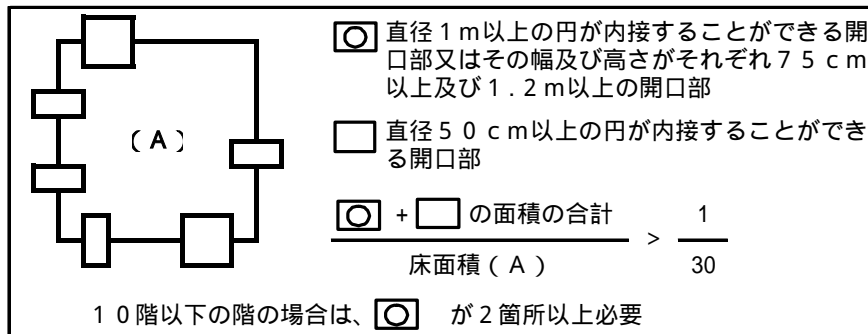 直径１ｍ以上の円が内接することができる開
口部又はその幅及び高さがそれぞれ７５ｃｍ
以上及び１．２ｍ以上の開口部
（Ａ）
直径５０ｃｍ以上の円が内接することができ
る開口部
+ の面積の合計
床面積（Ａ）
>
1
30
１０階以下の階の場合は、 が２箇所以上必要